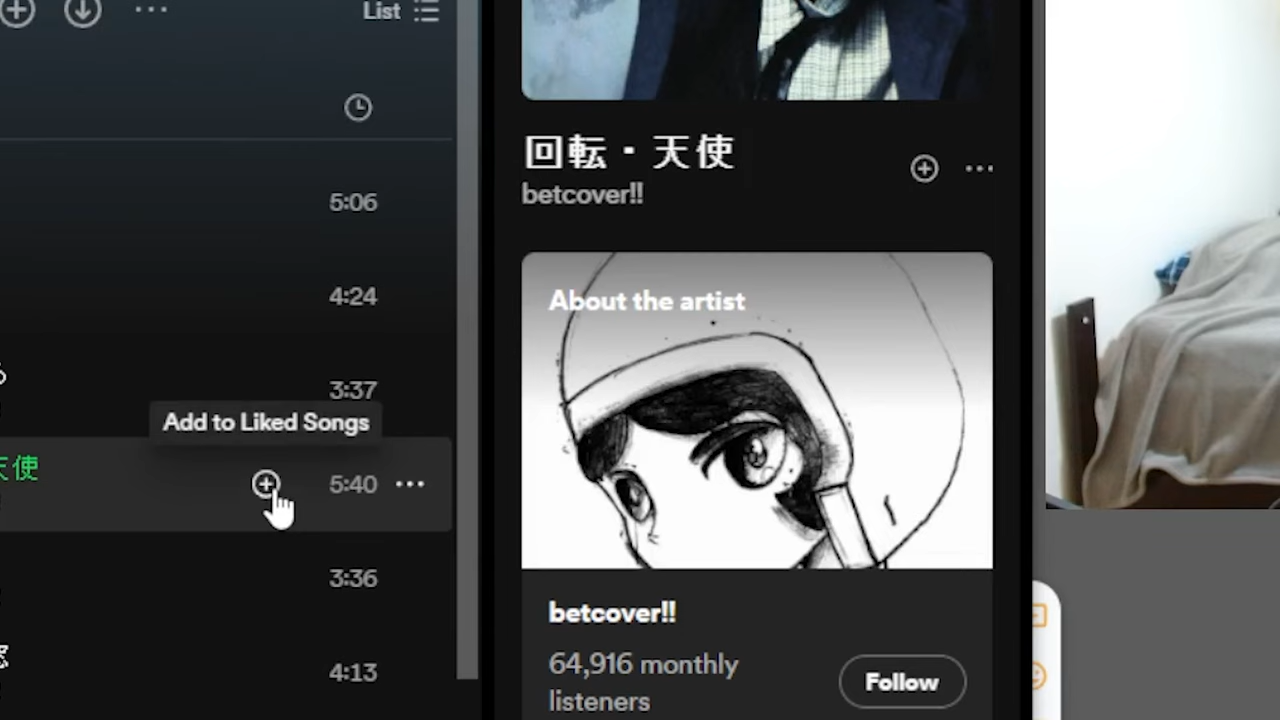 List
5:06
4:24
3:37
Add to Liked Songs
天使
5:40
3:36
4:13
回転・天使
betcover!!
About the artist
betcover!!
64,916 monthly
listeners
Follow